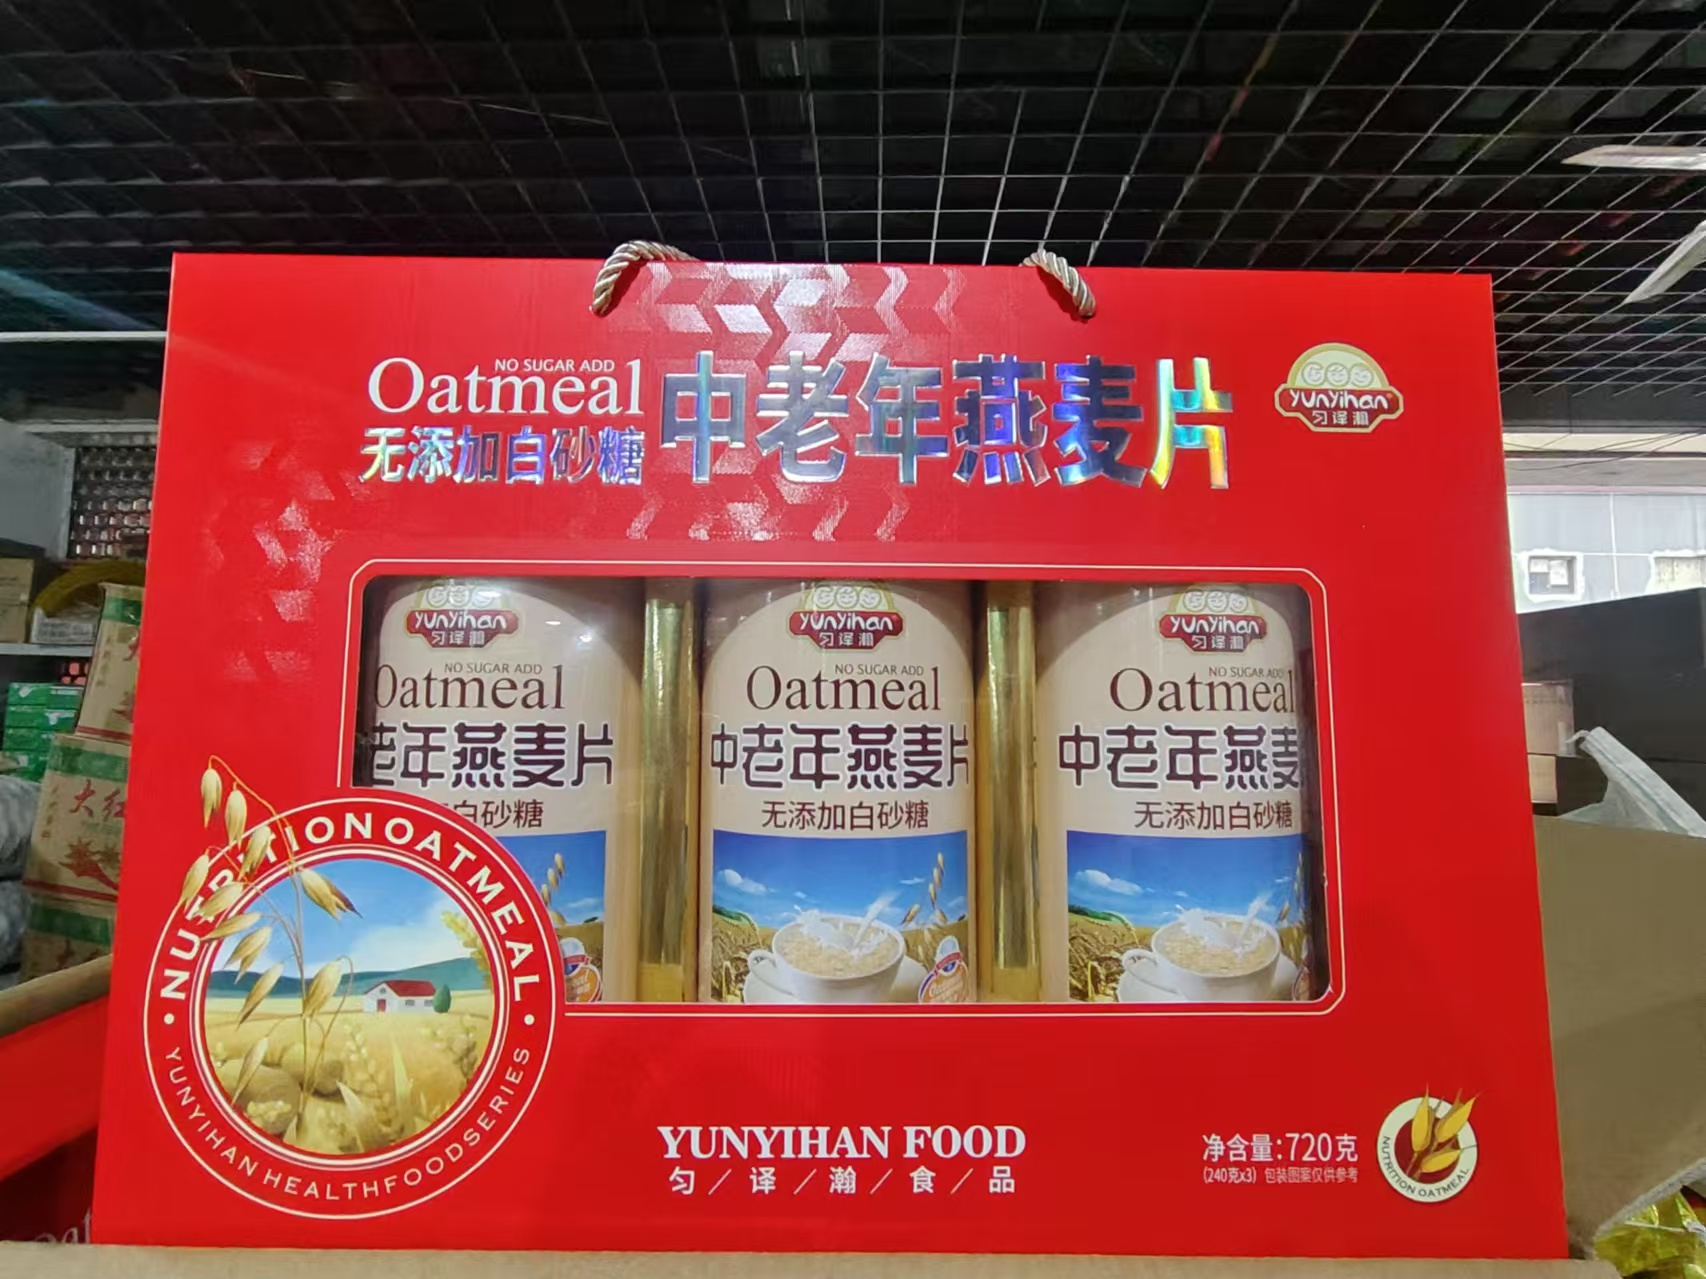 NO SUGAR ADD
Oatmeal
无添加白砂糖
中老年燕麦片
yunyihan
匀译瀚
yunyihan
匀译瀚
NO SUGAR ADD
Oatmeal
老年燕麦片
白砂糖
yunyihan
匀译瀚
NO SUGAR ADD
Oatmeal
中老年燕麦片
无添加白砂糖
yunyihan
匀译瀚
NO SUGAR ADD
Oatmeal
中老年燕麦
无添加白砂糖
NUTRITION OATMEAL
YUNYIHAN HEALTHFOODSERIES
YUNYIHAN FOOD
匀/译/瀚/食/品
净含量:720克
(240克x3) 包装图案仅供参考
NUTRITION OATMEAL
大红